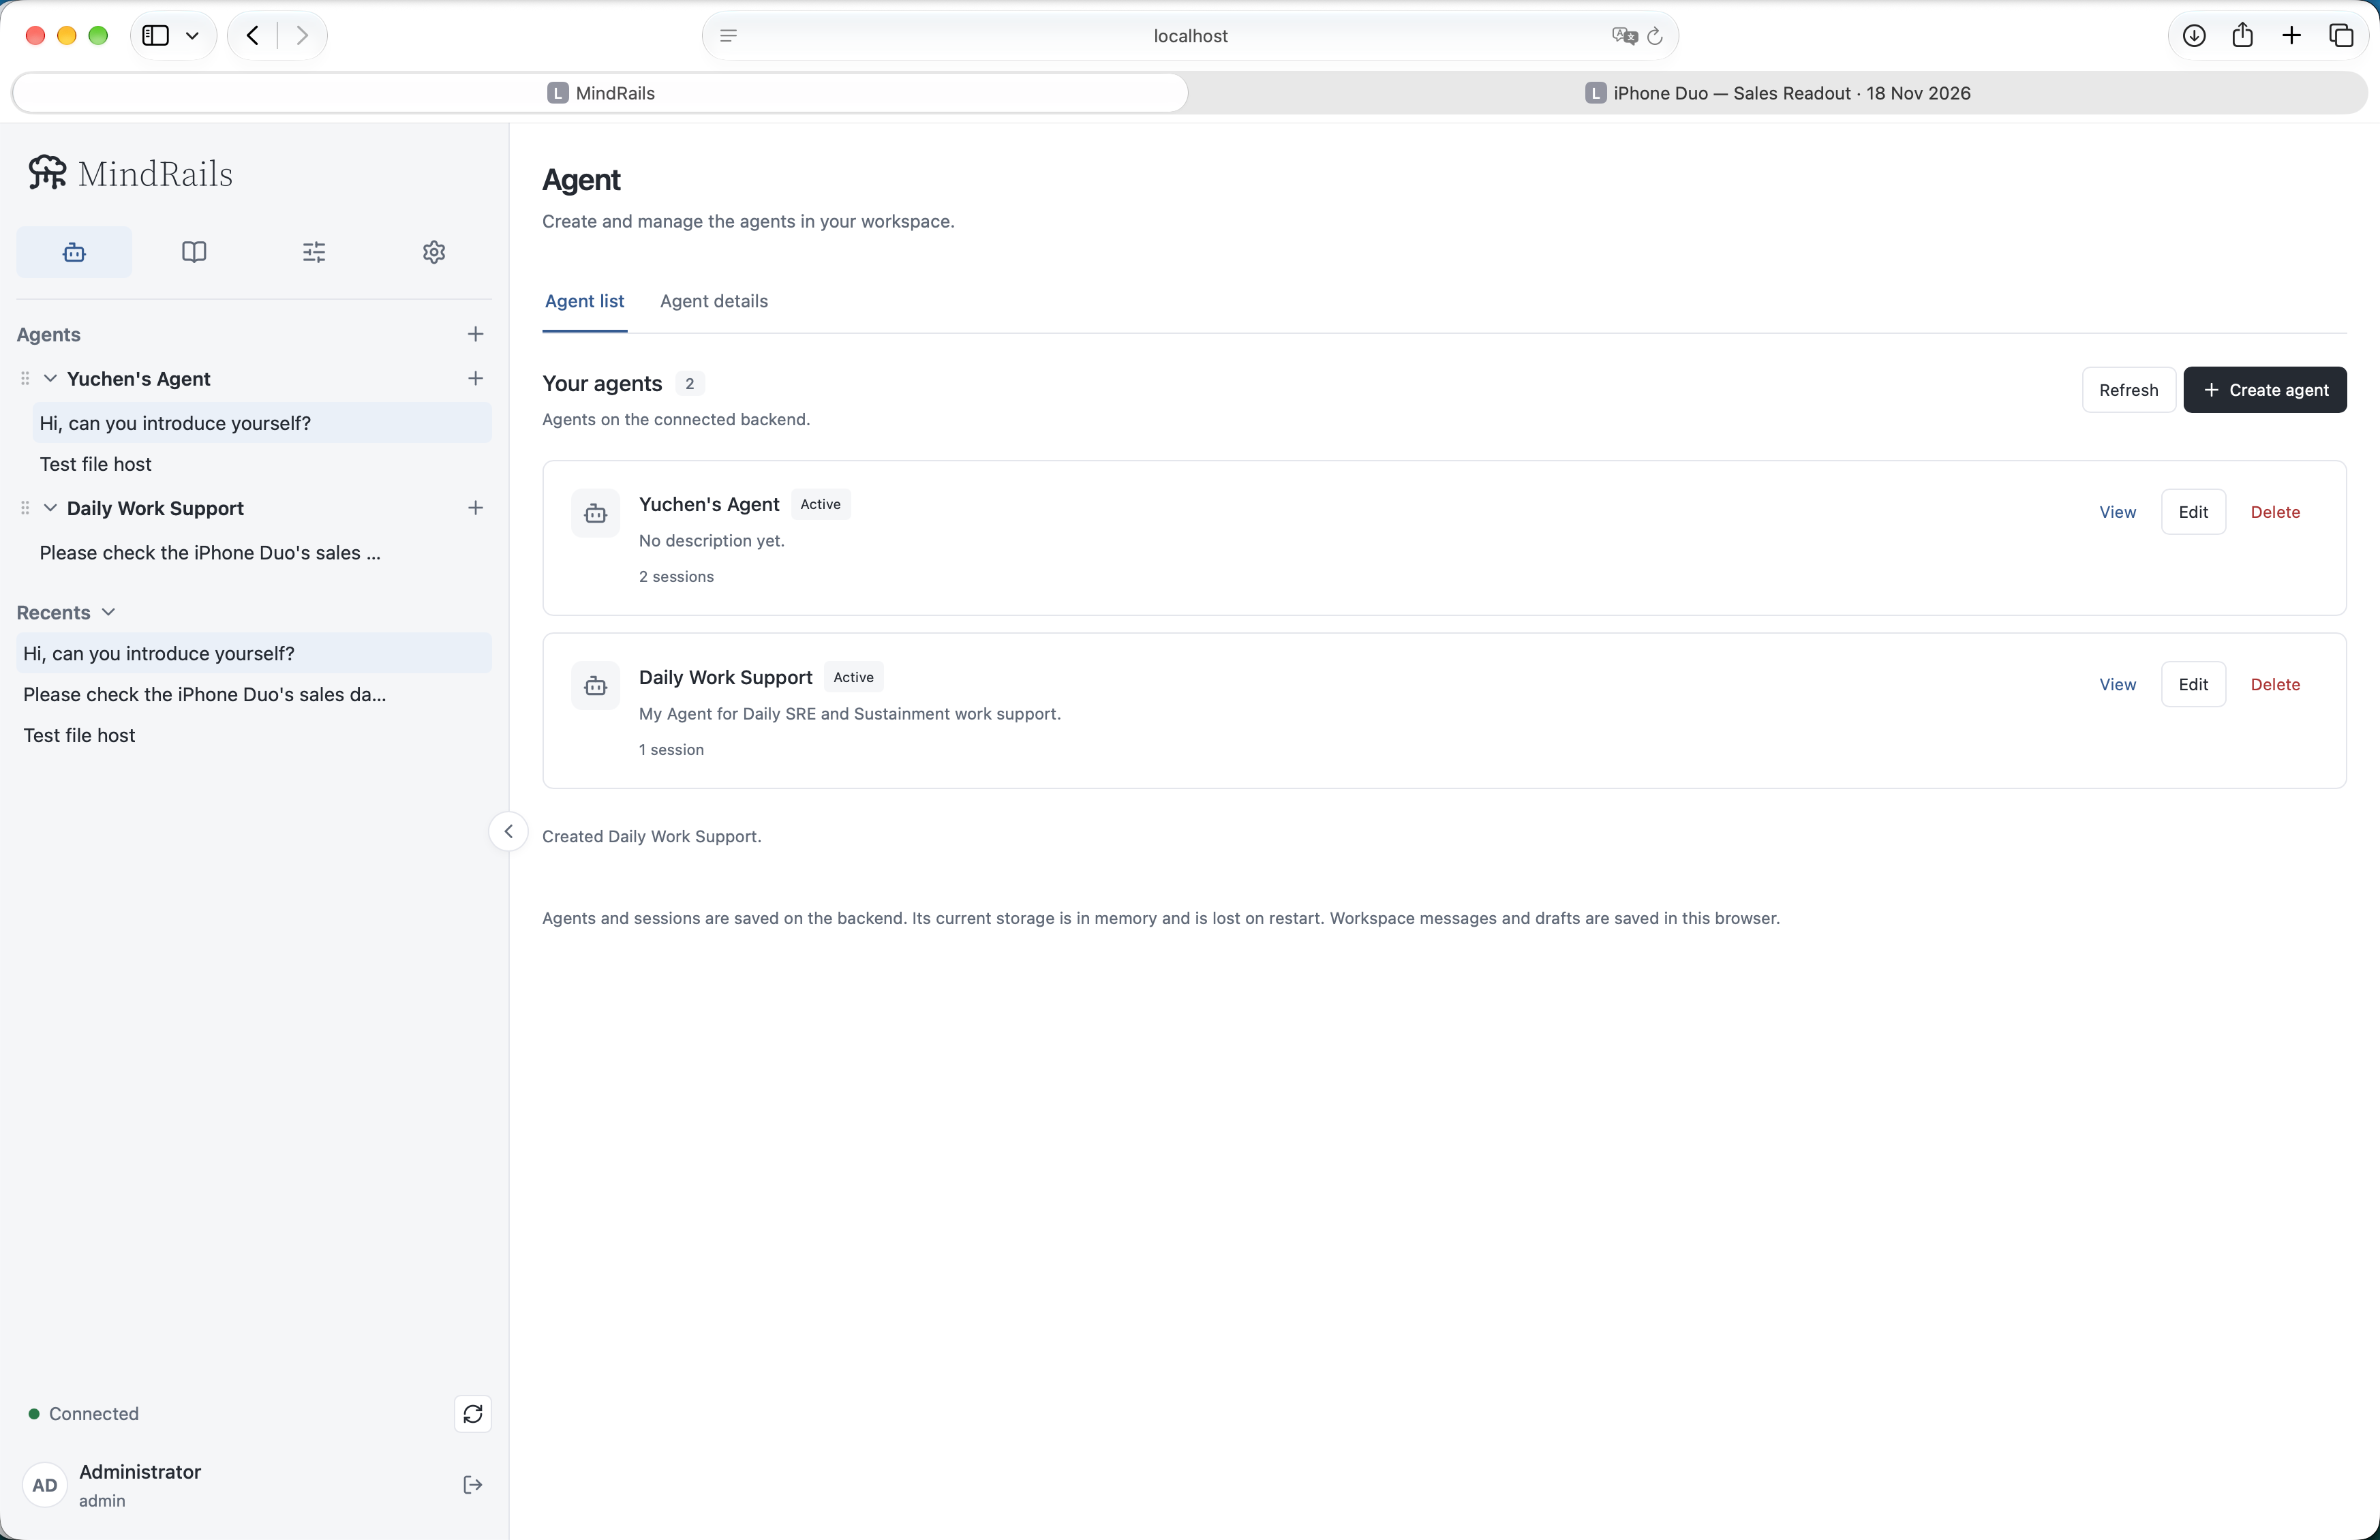 localhost
L MindRails
L iPhone Duo — Sales Readout · 18 Nov 2026
MindRails
Agents
Yuchen's Agent
Hi, can you introduce yourself?
Test file host
Daily Work Support
Please check the iPhone Duo's sales ...
Recents
Hi, can you introduce yourself?
Please check the iPhone Duo's sales da...
Test file host
Connected
AD
Administrator
admin
Agent
Create and manage the agents in your workspace.
Agent list Agent details
Your agents 2
Agents on the connected backend.
Refresh + Create agent
Yuchen's Agent Active
No description yet.
2 sessions
View Edit Delete
Daily Work Support Active
My Agent for Daily SRE and Sustainment work support.
1 session
View Edit Delete
Created Daily Work Support.
Agents and sessions are saved on the backend. Its current storage is in memory and is lost on restart. Workspace messages and drafts are saved in this browser.